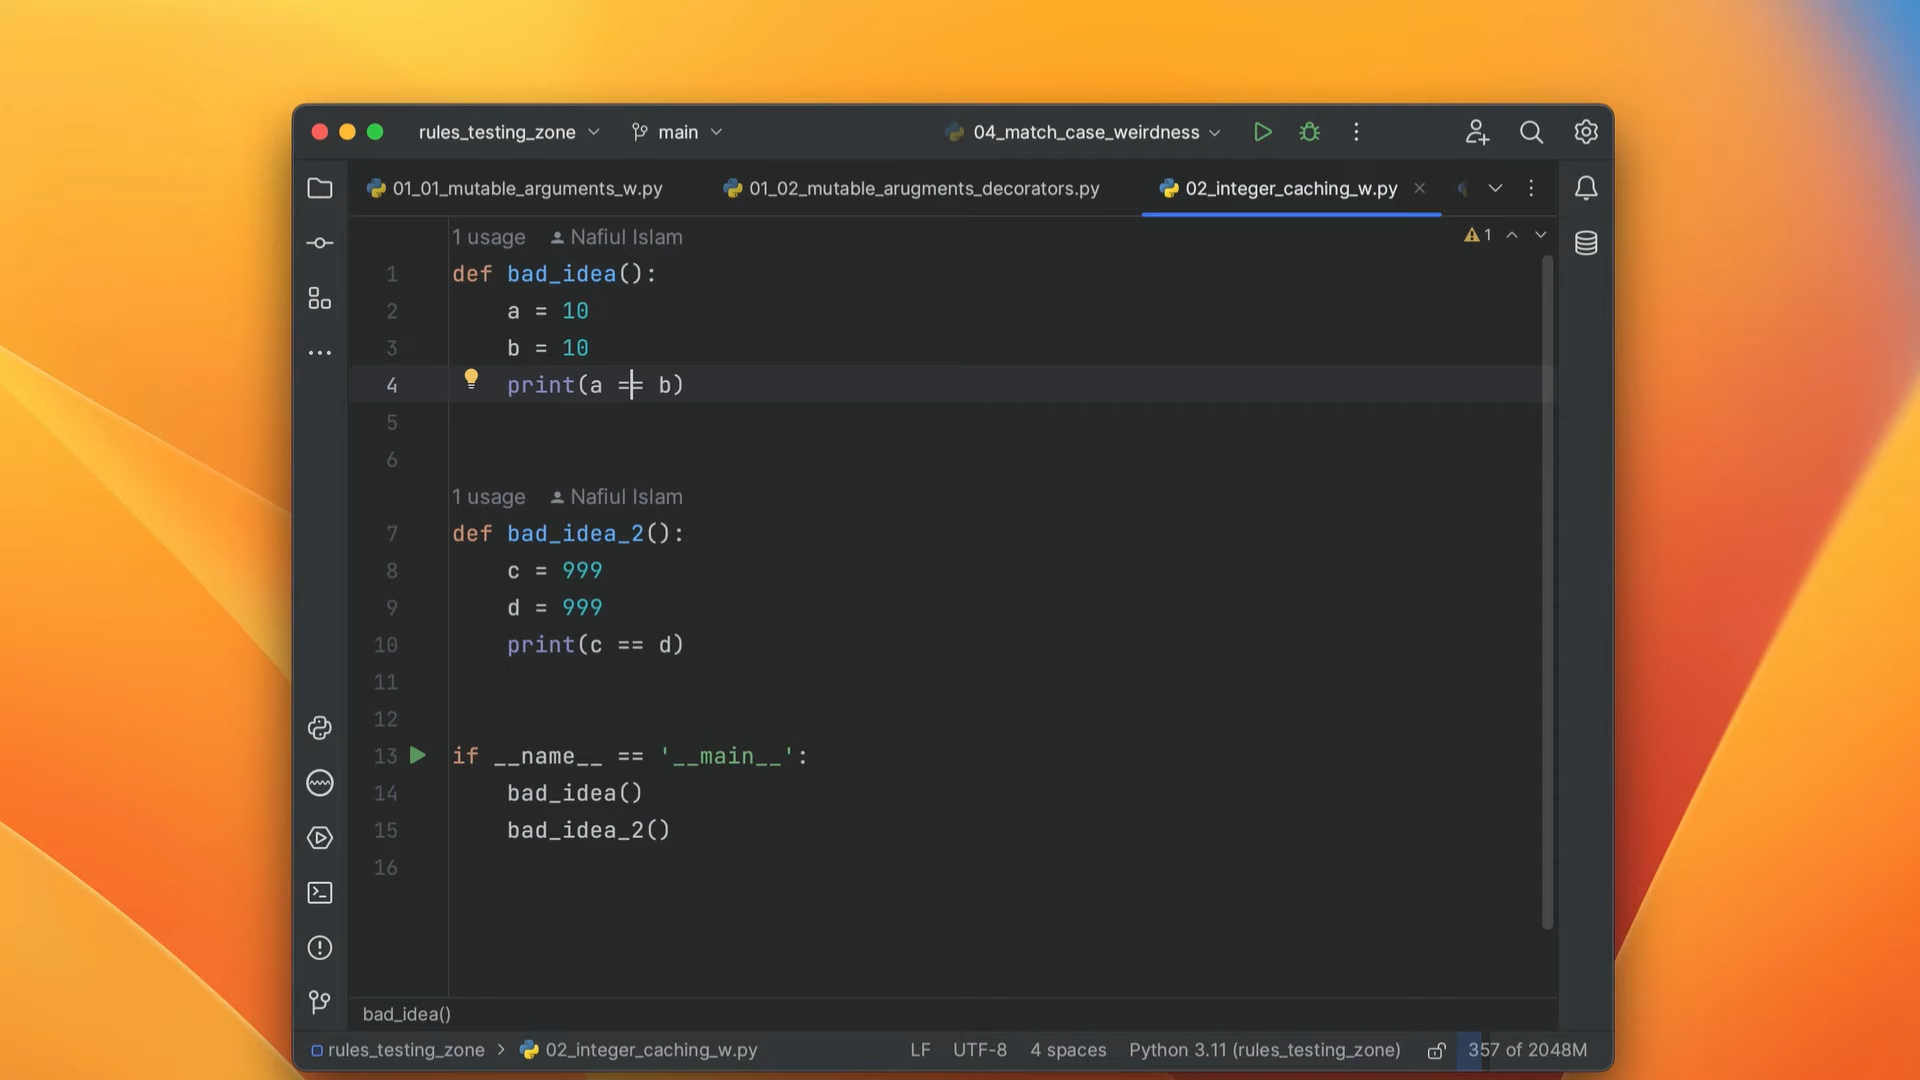 rules_testing_zone main 04_match_case_weirdness
01_01_mutable_arguments_w.py 01_02_mutable_arugments_decorators.py 02_integer_caching_w.py
1 usage Nafiul Islam 1
1 def bad_idea():
2 a = 10
3 b = 10
4 print(a == b)
5
6
1 usage Nafiul Islam
7 def bad_idea_2():
8 c = 999
9 d = 999
10 print(c == d)
11
12
13 if __name__ == '__main__':
14 bad_idea()
15 bad_idea_2()
16
bad_idea()
rules_testing_zone > 02_integer_caching_w.py LF UTF-8 4 spaces Python 3.11 (rules_testing_zone) 357 of 2048M